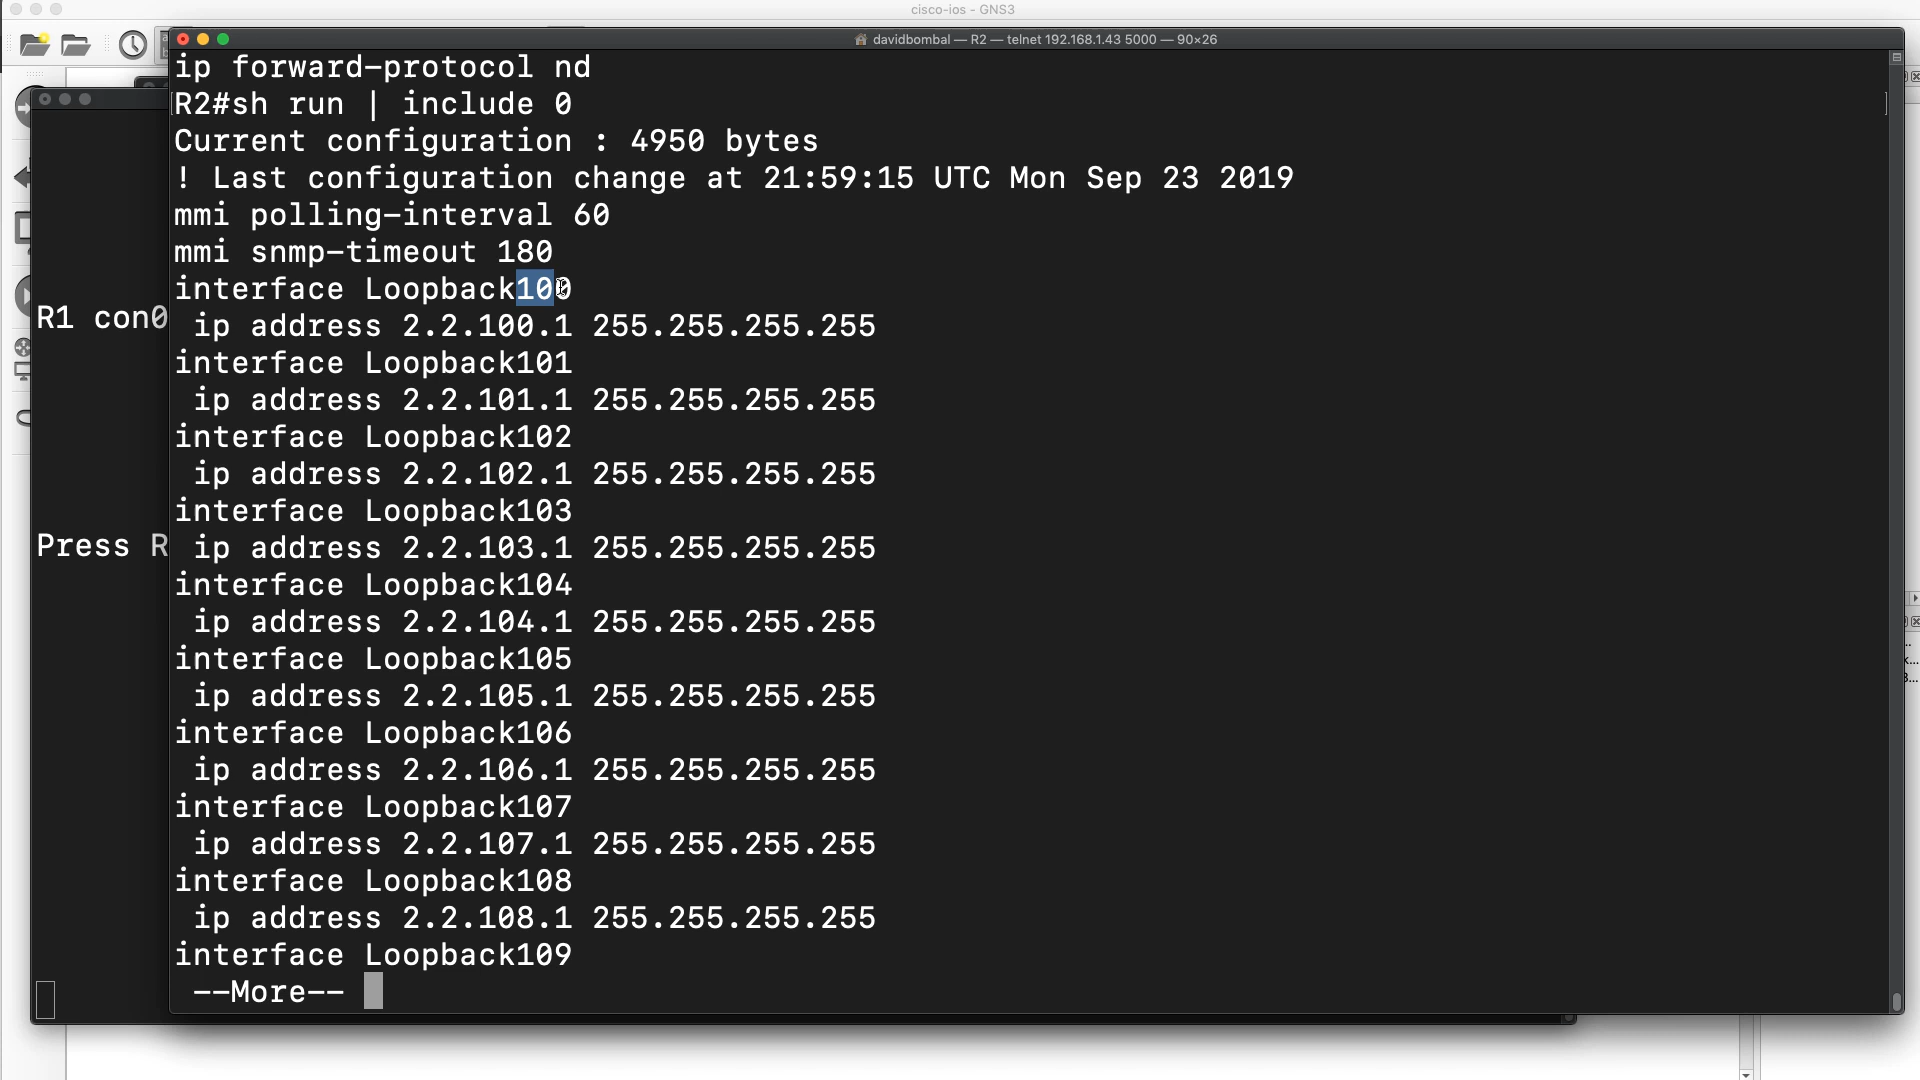 cisco-ios - GNS3
davidbombal — R2 — telnet 192.168.1.43 5000 — 90×26
ip forward-protocol nd
R2#sh run | include 0
Current configuration : 4950 bytes
! Last configuration change at 21:59:15 UTC Mon Sep 23 2019
mmi polling-interval 60
mmi snmp-timeout 180
interface Loopback100
ip address 2.2.100.1 255.255.255.255
interface Loopback101
ip address 2.2.101.1 255.255.255.255
interface Loopback102
ip address 2.2.102.1 255.255.255.255
interface Loopback103
ip address 2.2.103.1 255.255.255.255
interface Loopback104
ip address 2.2.104.1 255.255.255.255
interface Loopback105
ip address 2.2.105.1 255.255.255.255
interface Loopback106
ip address 2.2.106.1 255.255.255.255
interface Loopback107
ip address 2.2.107.1 255.255.255.255
interface Loopback108
ip address 2.2.108.1 255.255.255.255
interface Loopback109
--More--
R1 con0
Press R